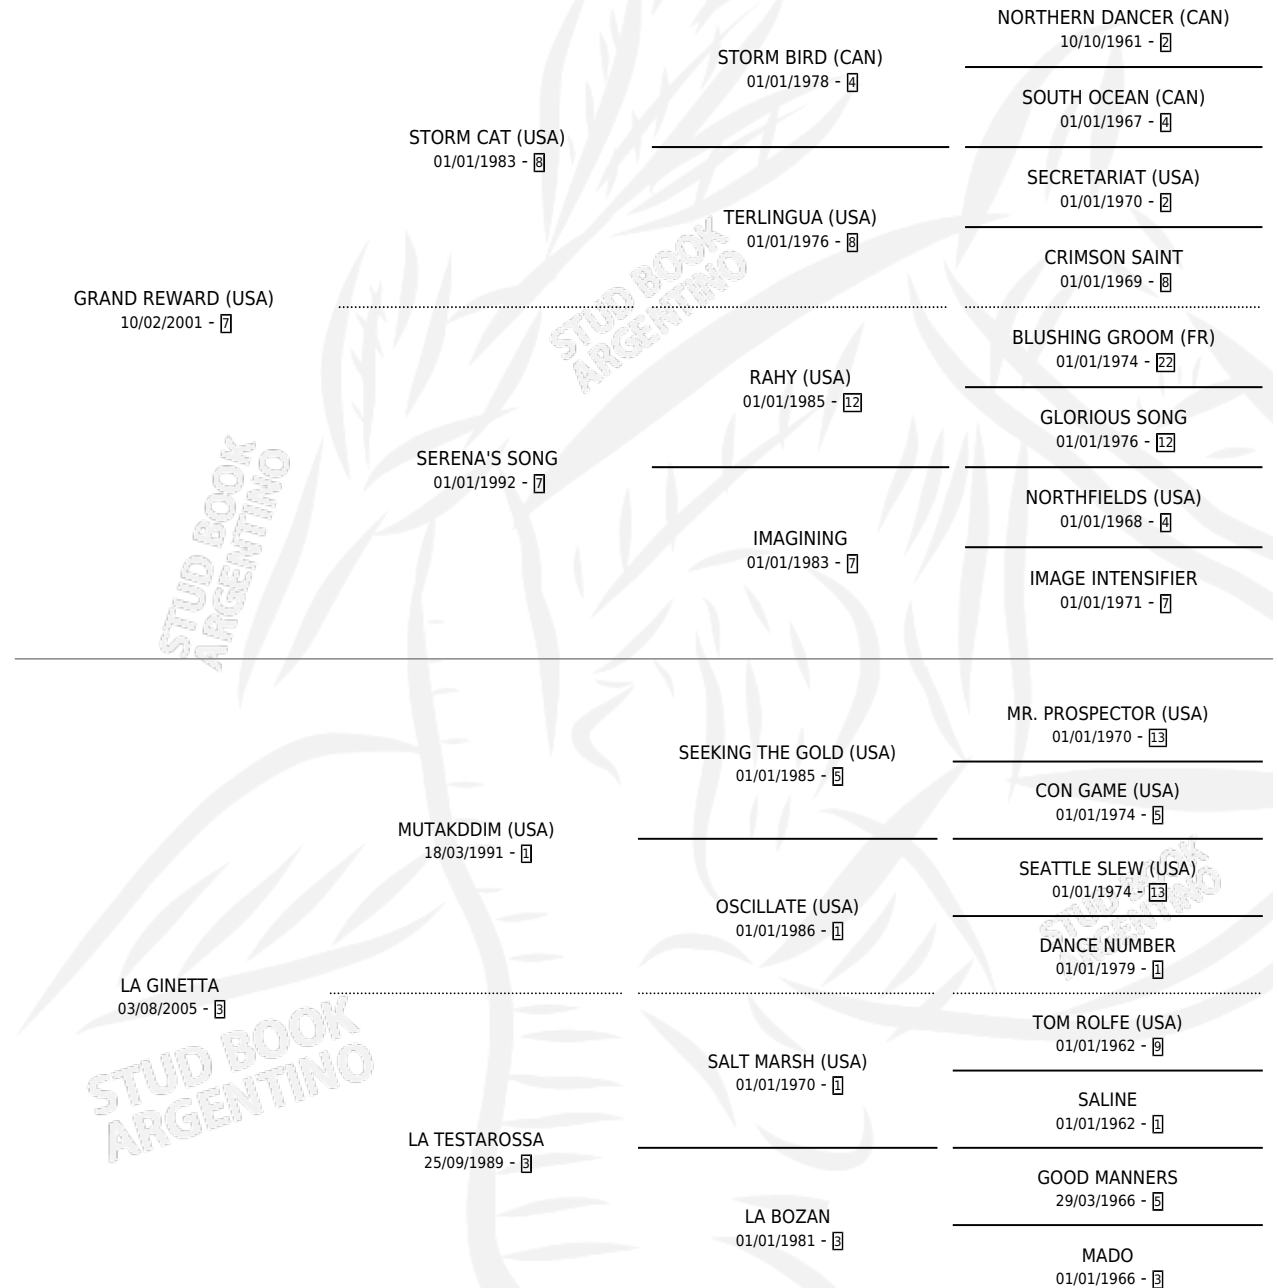 NORTHERN DANCER (CAN)
10/10/1961 - 2
STORM BIRD (CAN)
01/01/1978 - 4
SOUTH OCEAN (CAN)
01/01/1967 - 4
STORM CAT (USA)
01/01/1983 - 8
SECRETARIAT (USA)
01/01/1970 - 2
TERLINGUA (USA)
01/01/1976 - 8
CRIMSON SAINT
01/01/1969 - 8
GRAND REWARD (USA)
10/02/2001 - 7
BLUSHING GROOM (FR)
01/01/1974 - 22
RAHY (USA)
01/01/1985 - 12
GLORIOUS SONG
01/01/1976 - 12
SERENA'S SONG
01/01/1992 - 7
NORTHFIELDS (USA)
01/01/1968 - 4
IMAGINING
01/01/1983 - 7
IMAGE INTENSIFIER
01/01/1971 - 7
STUD BOOK
ARGENTINO
STUD BOOK
ARGENTINO
MR. PROSPECTOR (USA)
01/01/1970 - 13
SEEKING THE GOLD (USA)
01/01/1985 - 5
CON GAME (USA)
01/01/1974 - 5
MUTAKDDIM (USA)
18/03/1991 - 1
SEATTLE SLEW (USA)
01/01/1974 - 13
OSCILLATE (USA)
01/01/1986 - 1
DANCE NUMBER
01/01/1979 - 1
LA GINETTA
03/08/2005 - 3
TOM ROLFE (USA)
01/01/1962 - 9
SALT MARSH (USA)
01/01/1970 - 1
SALINE
01/01/1962 - 1
LA TESTAROSSA
25/09/1989 - 3
GOOD MANNERS
29/03/1966 - 5
LA BOZAN
01/01/1981 - 3
MADO
01/01/1966 - 3
STUD BOOK
ARGENTINO
STUD BOOK
ARGENTINO